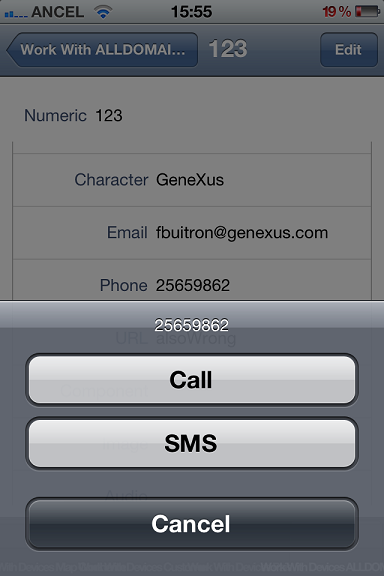 ANCEL 15:55 19%
Work With ALLDOMAI... 123 Edit
Numeric 123
Character GeneXus
Email fbuitron@genexus.com
Phone 25659862
25659862
URL alsoWrong
Call
SMS
Audio
Cancel